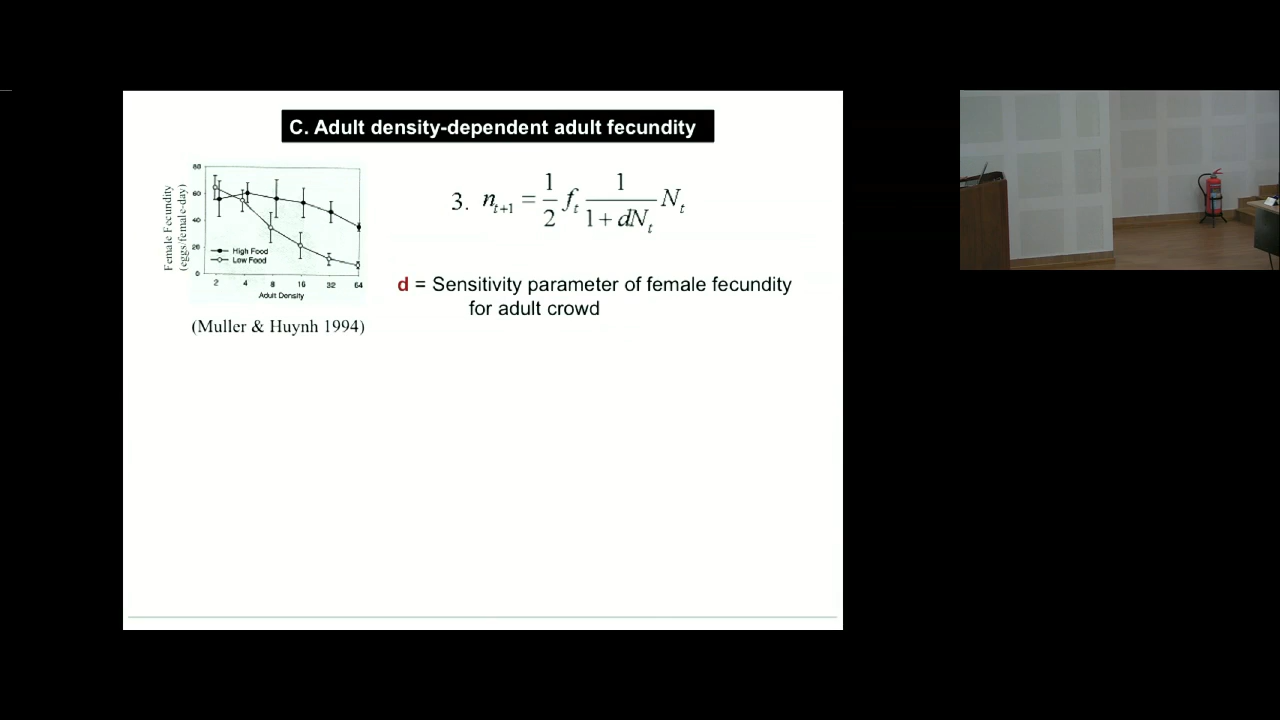 C. Adult density-dependent adult fecundity
Female Fecundity
(eggs/female-day)
80
60
40
20
0
High Food
Low Food
2 4 8 16 32 64
Adult Density
(Muller & Huynh 1994)
3. n_{t+1} = \frac{1}{2} f_t \frac{1}{1+dN_t} N_t
d = Sensitivity parameter of female fecundity
for adult crowd